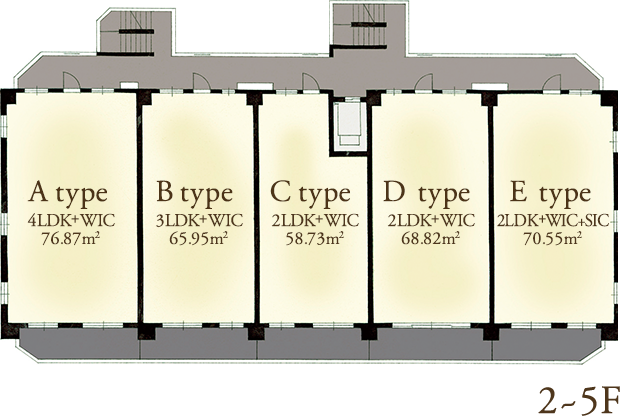 A type
4LDK+WIC
76.87m²
B type
3LDK+WIC
65.95m²
C type
2LDK+WIC
58.73m²
D type
2LDK+WIC
68.82m²
E type
2LDK+WIC+SIC
70.55m²
2~5F